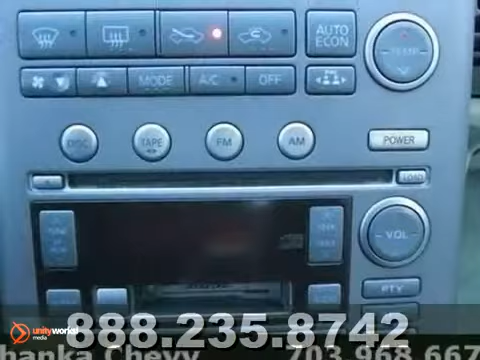 AUTO ECON
TEMP
MODE A/C OFF
DISC TAPE FM AM POWER
LOAD
VOL
PTY
888.235.8742
unityworks!
media
hanka Chevy 703 968 667